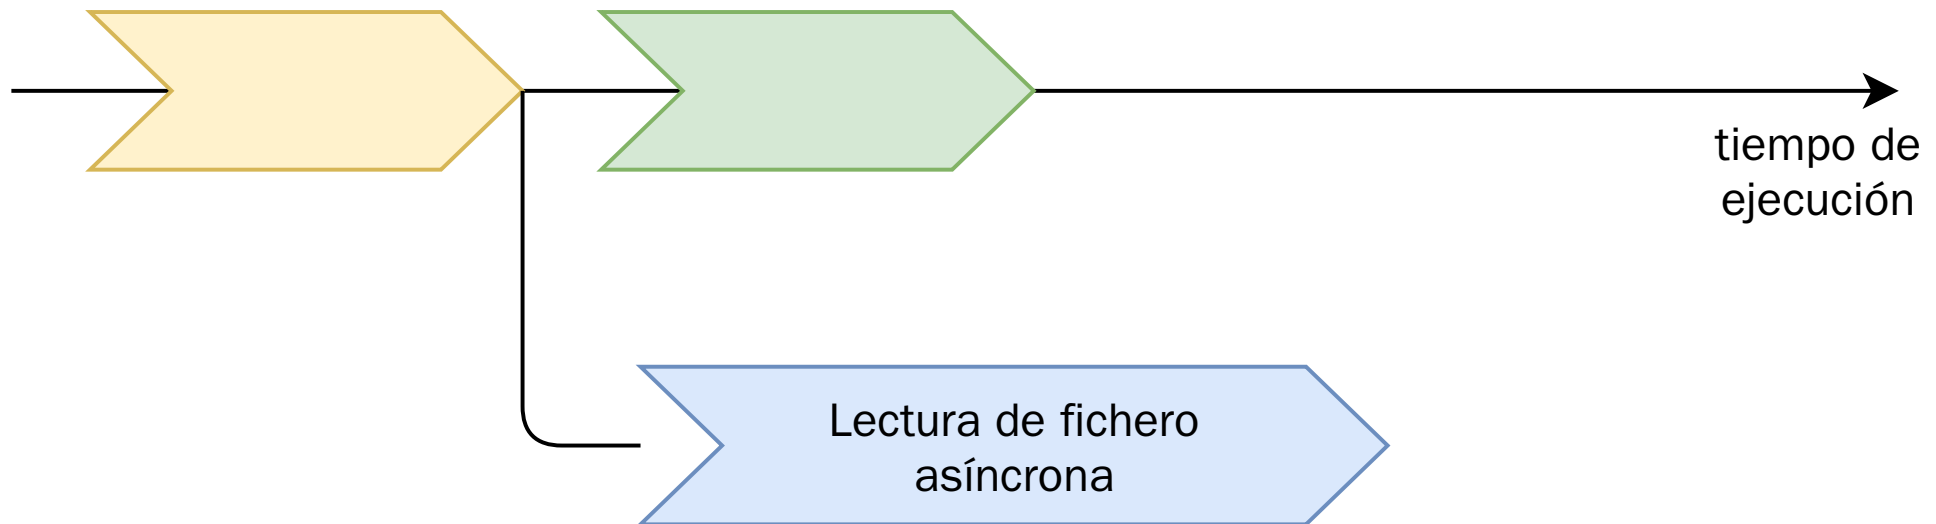 tiempo de
ejecución
Lectura de fichero
asíncrona